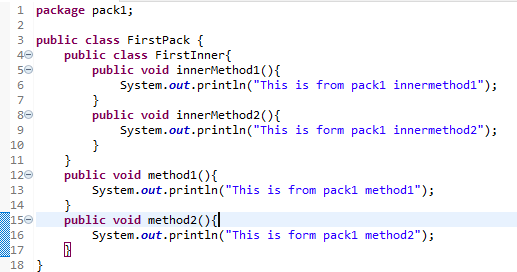 1 package pack1;
2
3 public class FirstPack {
4 public class FirstInner{
5 public void innerMethod1(){
6 System.out.println("This is from pack1 innermethod1");
7 }
8 public void innerMethod2(){
9 System.out.println("This is form pack1 innermethod2");
10 }
11 }
12 public void method1(){
13 System.out.println("This is from pack1 method1");
14 }
15 public void method2(){
16 System.out.println("This is form pack1 method2");
17 }
18 }